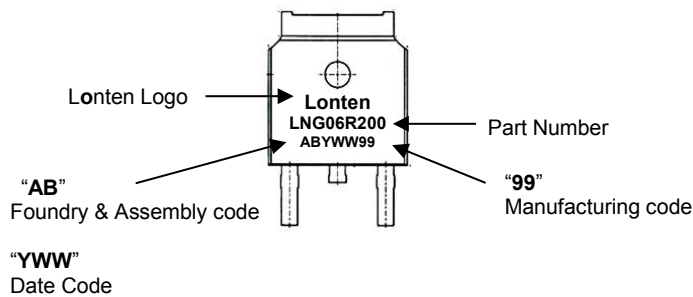 Lonten Logo
Lonten
LNG06R200
ABYWW99
Part Number
“AB”
Foundry & Assembly code
“99”
Manufacturing code
“YWW”
Date Code